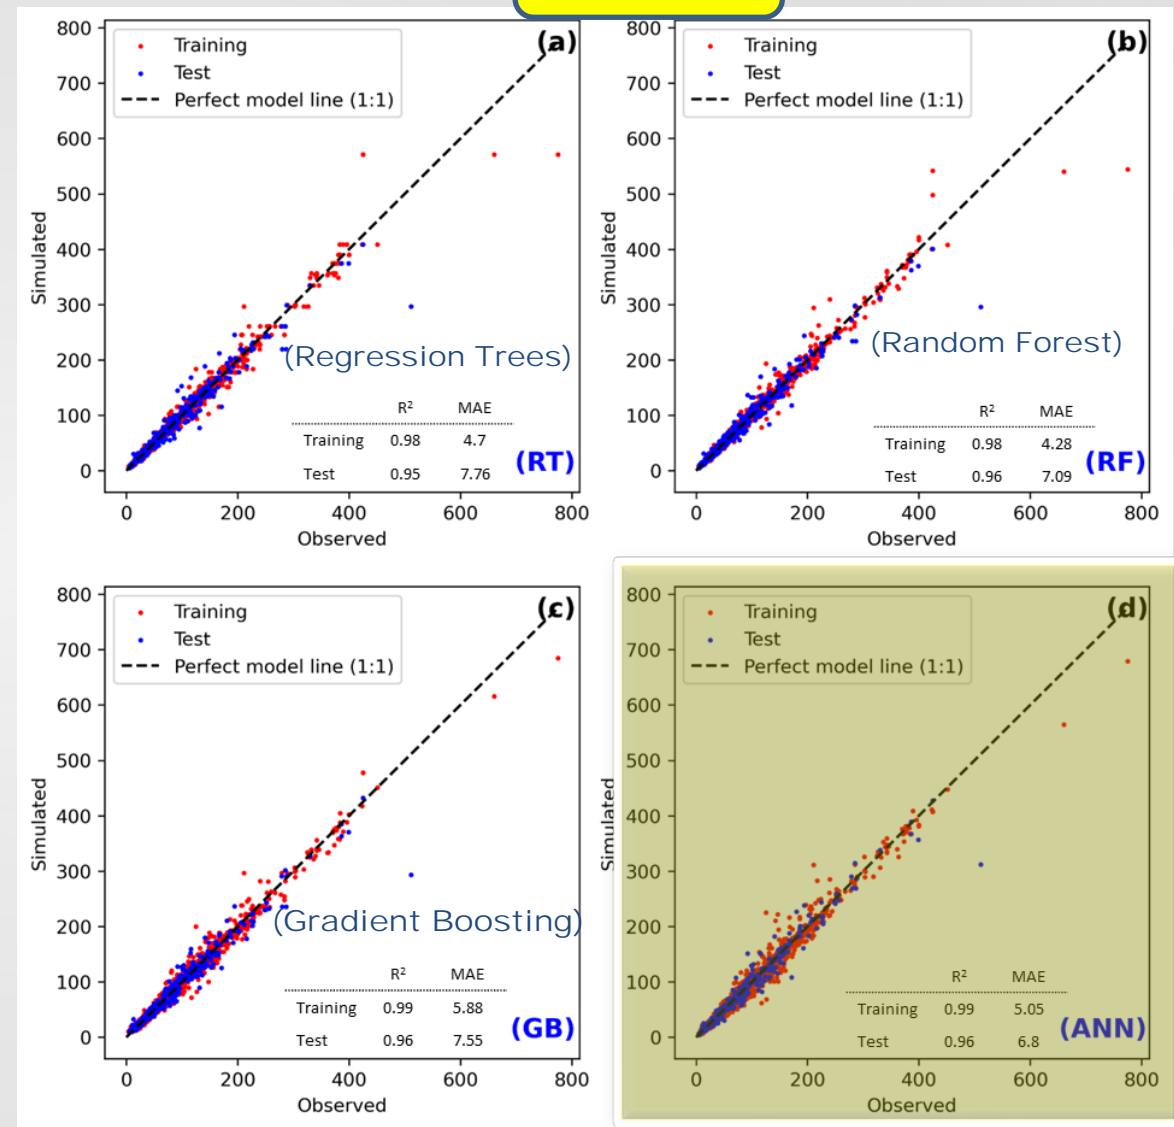 (a)
Training
Test
Perfect model line (1:1)
800
700
600
500
400
300
200
100
0
Simulated
(Regression Trees)
R² MAE
Training 0.98 4.7
Test 0.95 7.76
(RT)
0 200 400 600 800
Observed
(b)
Training
Test
Perfect model line (1:1)
800
700
600
500
400
300
200
100
0
Simulated
(Random Forest)
R² MAE
Training 0.98 4.28
Test 0.96 7.09
(RF)
0 200 400 600 800
Observed
(c)
Training
Test
Perfect model line (1:1)
800
700
600
500
400
300
200
100
0
Simulated
(Gradient Boosting)
R² MAE
Training 0.99 5.88
Test 0.96 7.55
(GB)
0 200 400 600 800
Observed
(d)
Training
Test
Perfect model line (1:1)
800
700
600
500
400
300
200
100
0
Simulated
R² MAE
Training 0.99 5.05
Test 0.96 6.8
(ANN)
0 200 400 600 800
Observed